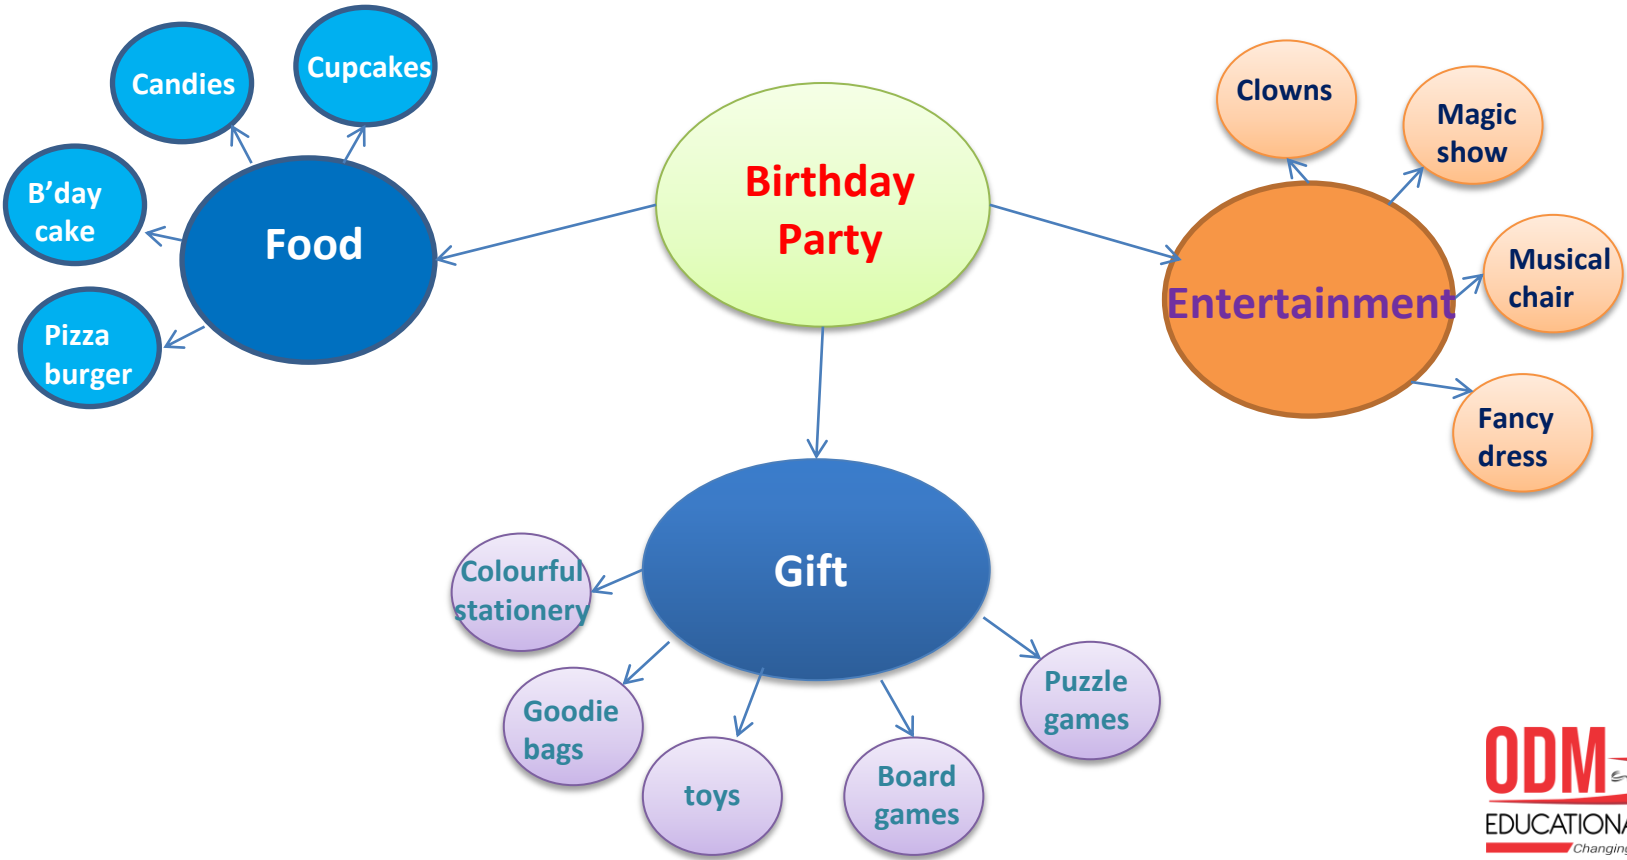 Candies
Cupcakes
B’day
cake
Pizza
burger
Food
Birthday
Party
Clowns
Magic
show
Musical
chair
Fancy
dress
Entertainment
Gift
Colourful
stationery
Goodie
bags
toys
Board
games
Puzzle
games
ODM
Changing